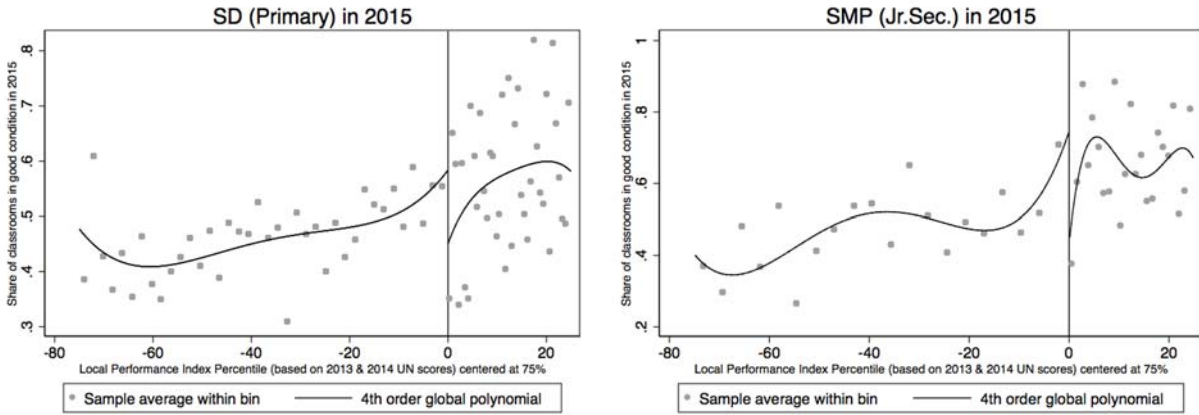 SD (Primary) in 2015
Share of classrooms in good condition in 2015
.8
.7
.6
.5
.4
.3
-80
-60
-40
-20
0
20
Local Performance Index Percentile (based on 2013 & 2014 UN scores) centered at 75%
Sample average within bin
4th order global polynomial
SMP (Jr.Sec.) in 2015
Share of classrooms in good condition in 2015
1
.8
.6
.4
.2
-80
-60
-40
-20
0
20
Local Performance Index Percentile (based on 2013 & 2014 UN scores) centered at 75%
Sample average within bin
4th order global polynomial